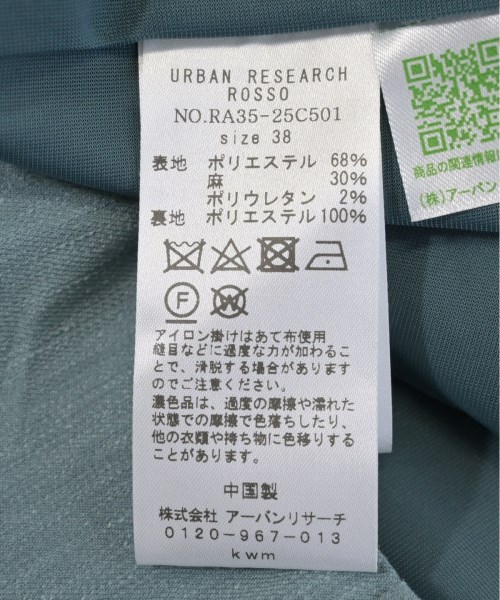 URBAN RESEARCH
ROSSO
NO.RA35-25C501
size 38
表地 ポリエステル 68%
麻 30%
ポリウレタン 2%
裏地 ポリエステル 100%
F
W
アイロン掛けはあて布使用
縫目などに過度な力が加わるこ
とで、滑脱する場合があります
のでご注意ください。
濃色品は、過度の摩擦や濡れた
状態での摩擦で色落ちしたり、
他の衣類や持ち物に色移りする
ことがあります。
中国製
株式会社 アーバンリサーチ
0120-967-013
kwm
商品の関連情報
(株)アーバン